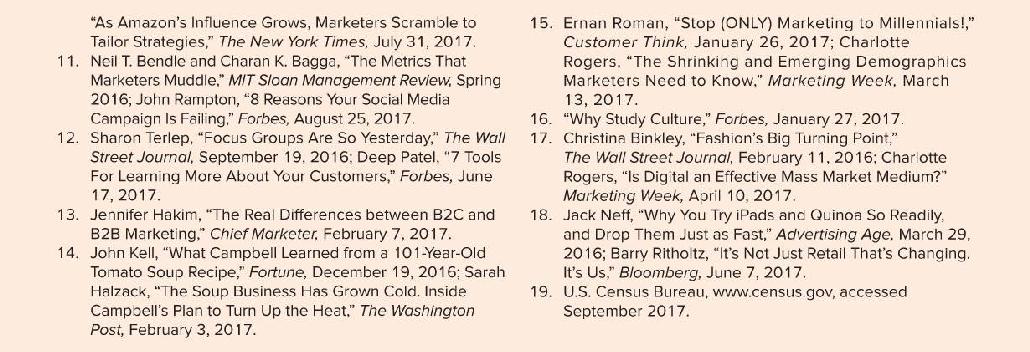 “As Amazon’s Influence Grows, Marketers Scramble to
Tailor Strategies,” The New York Times, July 31, 2017.
11. Neil T. Bendle and Charan K. Bagga, “The Metrics That
Marketers Muddle,” MIT Sloan Management Review, Spring
2016; John Rampton, “8 Reasons Your Social Media
Campaign Is Failing,” Forbes, August 25, 2017.
12. Sharon Terlep, “Focus Groups Are So Yesterday,” The Wall
Street Journal, September 19, 2016; Deep Patel, “7 Tools
For Learning More About Your Customers,” Forbes, June
17, 2017.
13. Jennifer Hakim, “The Real Differences between B2C and
B2B Marketing,” Chief Marketer, February 7, 2017.
14. John Kell, “What Campbell Learned from a 101-Year-Old
Tomato Soup Recipe,” Fortune, December 19, 2016; Sarah
Halzack, “The Soup Business Has Grown Cold. Inside
Campbell’s Plan to Turn Up the Heat,” The Washington
Post, February 3, 2017.
15. Ernan Roman, “Stop (ONLY) Marketing to Millennials!,”
Customer Think, January 26, 2017; Charlotte
Rogers, “The Shrinking and Emerging Demographics
Marketers Need to Know,” Marketing Week, March
13, 2017.
16. “Why Study Culture,” Forbes, January 27, 2017.
17. Christina Binkley, “Fashion’s Big Turning Point,”
The Wall Street Journal, February 11, 2016; Charlotte
Rogers, “Is Digital an Effective Mass Market Medium?”
Marketing Week, April 10, 2017.
18. Jack Neff, “Why You Try iPads and Quinoa So Readily,
and Drop Them Just as Fast,” Advertising Age, March 29,
2016; Barry Ritholtz, “It’s Not Just Retail That’s Changing.
It’s Us,” Bloomberg, June 7, 2017.
19. U.S. Census Bureau, www.census.gov, accessed
September 2017.